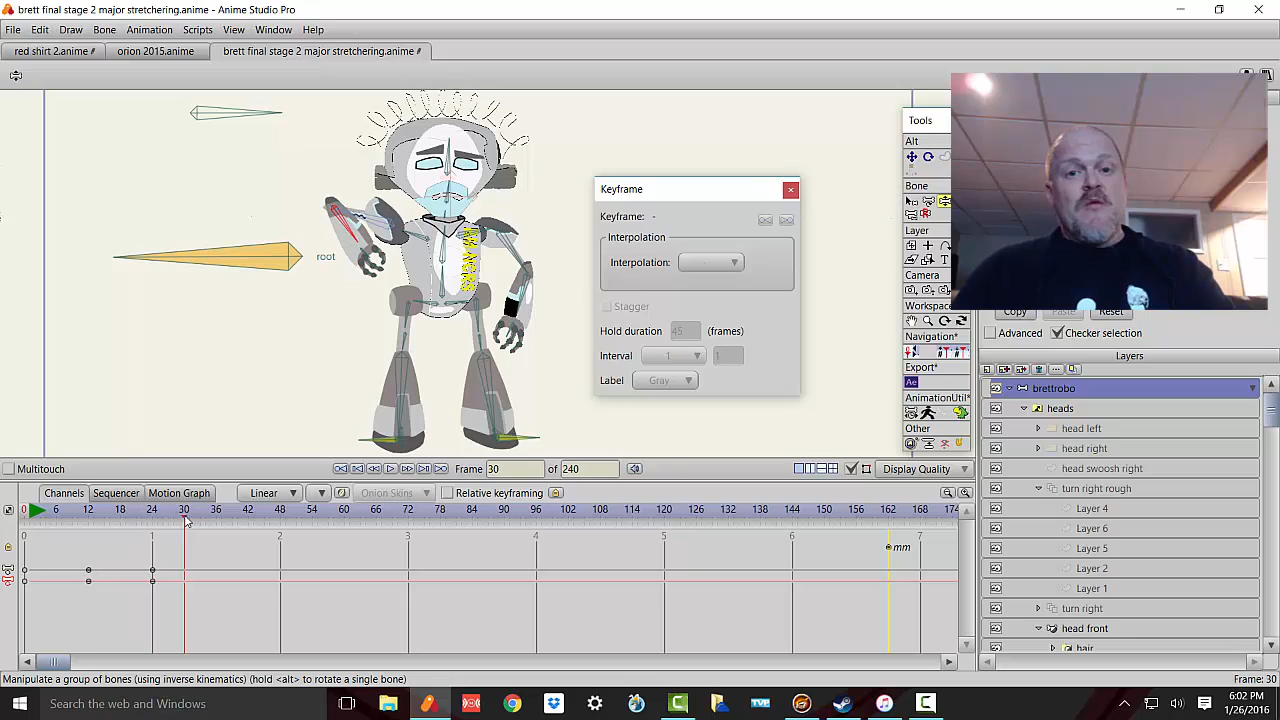 brett final stage 2 major stretchering.anime - Anime Studio Pro
File Edit Draw Bone Animation Scripts View Window Help
red shirt 2.anime * orion 2015.anime brett final stage 2 major stretchering.anime *
Tools
Alt
Bone
Layer
Camera
Workspace
Navigation*
Export*
Ae
AnimationUtil*
Other
root
Keyframe
Keyframe: -
Interpolation
Interpolation: -
Stagger
Hold duration 45 (frames)
Interval 1 1
Label Gray
Copy Paste Reset
Advanced Checker selection
Layers
brettrobo
heads
head left
head right
head swoosh right
turn right rough
Layer 4
Layer 6
Layer 5
Layer 2
Layer 1
turn right
head front
hair
Multitouch Frame 30 of 240 Display Quality
Channels Sequencer Motion Graph Linear Onion Skins Relative keyframing
0 6 12 18 24 30 36 42 48 54 60 66 72 78 84 90 96 102 108 114 120 126 132 138 144 150 156 162 168 174
0 1 2 3 4 5 6 7
mm
Manipulate a group of bones (using inverse kinematics) (hold <alt> to rotate a single bone) Frame: 30
Search the web and Windows
TVP
6:02 PM
1/26/2016